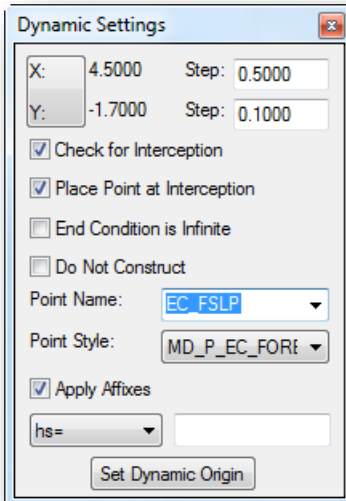 Dynamic Settings
X: 4.5000 Step: 0.5000
Y: -1.7000 Step: 0.1000
Check for Interception
Place Point at Interception
End Condition is Infinite
Do Not Construct
Point Name: EC_FSLP
Point Style: MD_P_EC_FORE
Apply Affixes
hs=
Set Dynamic Origin